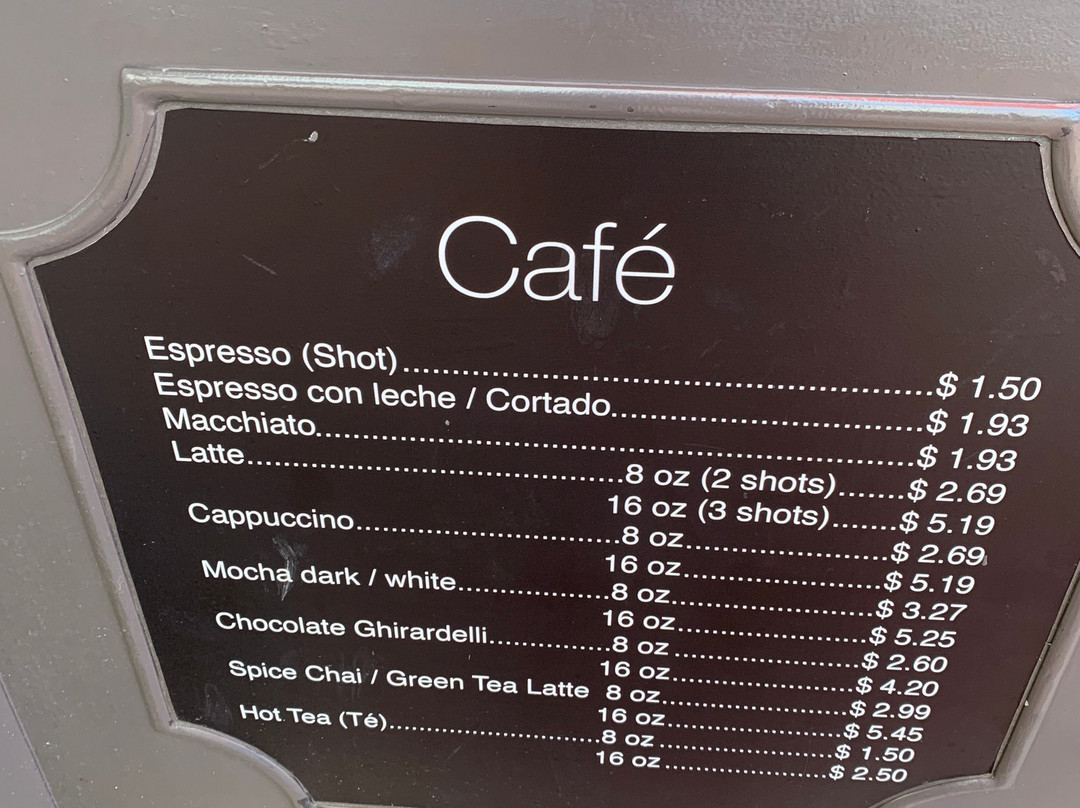 Café
Espresso (Shot)........................................................$ 1.50
Espresso con leche / Cortado.................................$ 1.93
Macchiato................................................................$ 1.93
Latte........................................8 oz (2 shots).......$ 2.69
16 oz (3 shots).......$ 5.19
Cappuccino.............................8 oz......................$ 2.69
16 oz......................$ 5.19
Mocha dark / white.................8 oz......................$ 3.27
16 oz....................$ 5.25
Chocolate Ghirardelli..............8 oz.....................$ 2.60
16 oz....................$ 4.20
Spice Chai / Green Tea Latte 8 oz.....................$ 2.99
16 oz....................$ 5.45
Hot Tea (Té)............................8 oz....................$ 1.50
16 oz....................$ 2.50